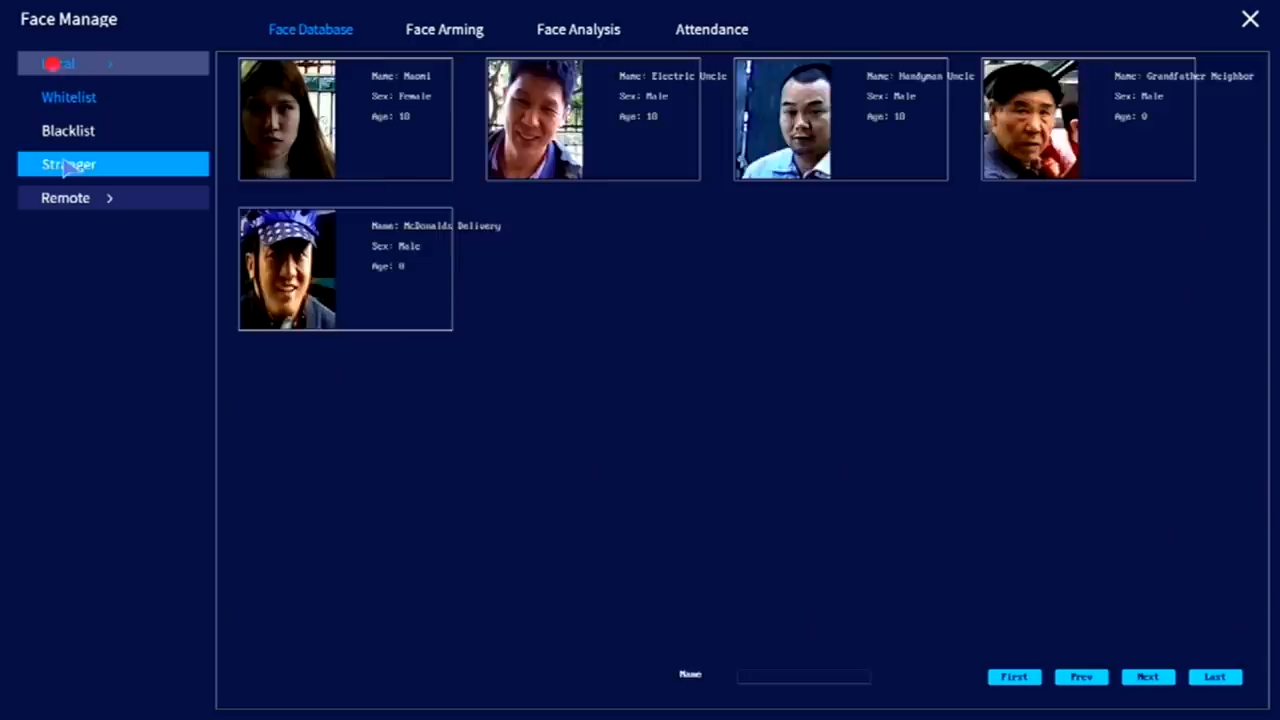 Face Manage
Face Database
Face Arming
Face Analysis
Attendance
Whitelist
Blacklist
Stranger
Remote >
Name: Naomi
Sex: Female
Age: 18
Name: Electric Uncle
Sex: Male
Age: 18
Name: Handyman Uncle
Sex: Male
Age: 18
Name: Grandfather Neighbor
Sex: Male
Age: 0
Name: McDonalds Delivery
Sex: Male
Age: 0
Name
First
Prev
Next
Last